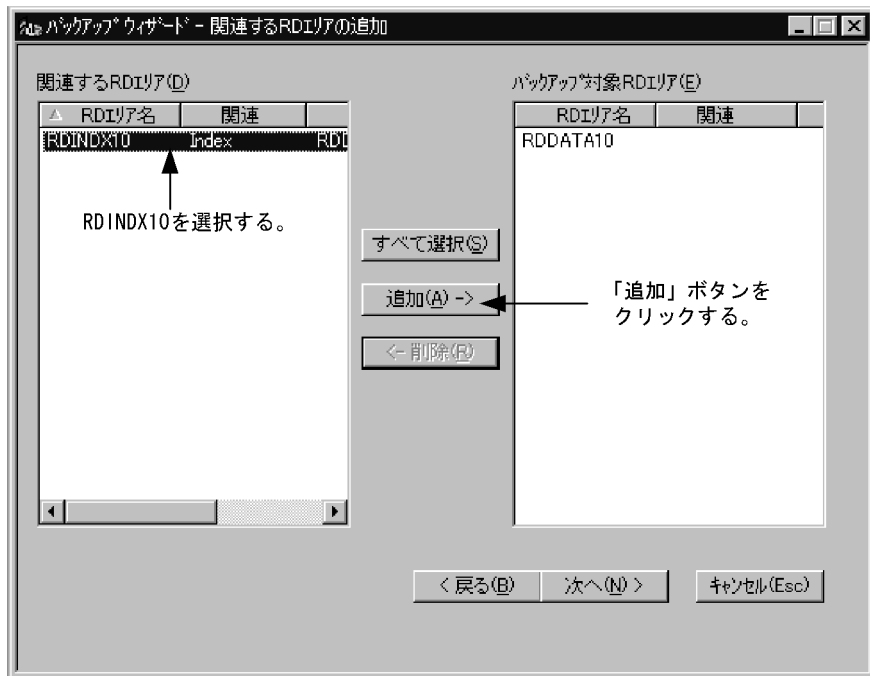 バックアップ ウィザード - 関連するRDエリアの追加
関連するRDエリア(D)
バックアップ対象RDエリア(E)
RDエリア名 関連
RDINDX10 Index RDD
RDINDX10を選択する。
RDエリア名 関連
RDDATA10
すべて選択(S)
追加(A) ->
「追加」ボタンを
クリックする。
<- 削除(R)
< 戻る(B) 次へ(N) > キャンセル(Esc)